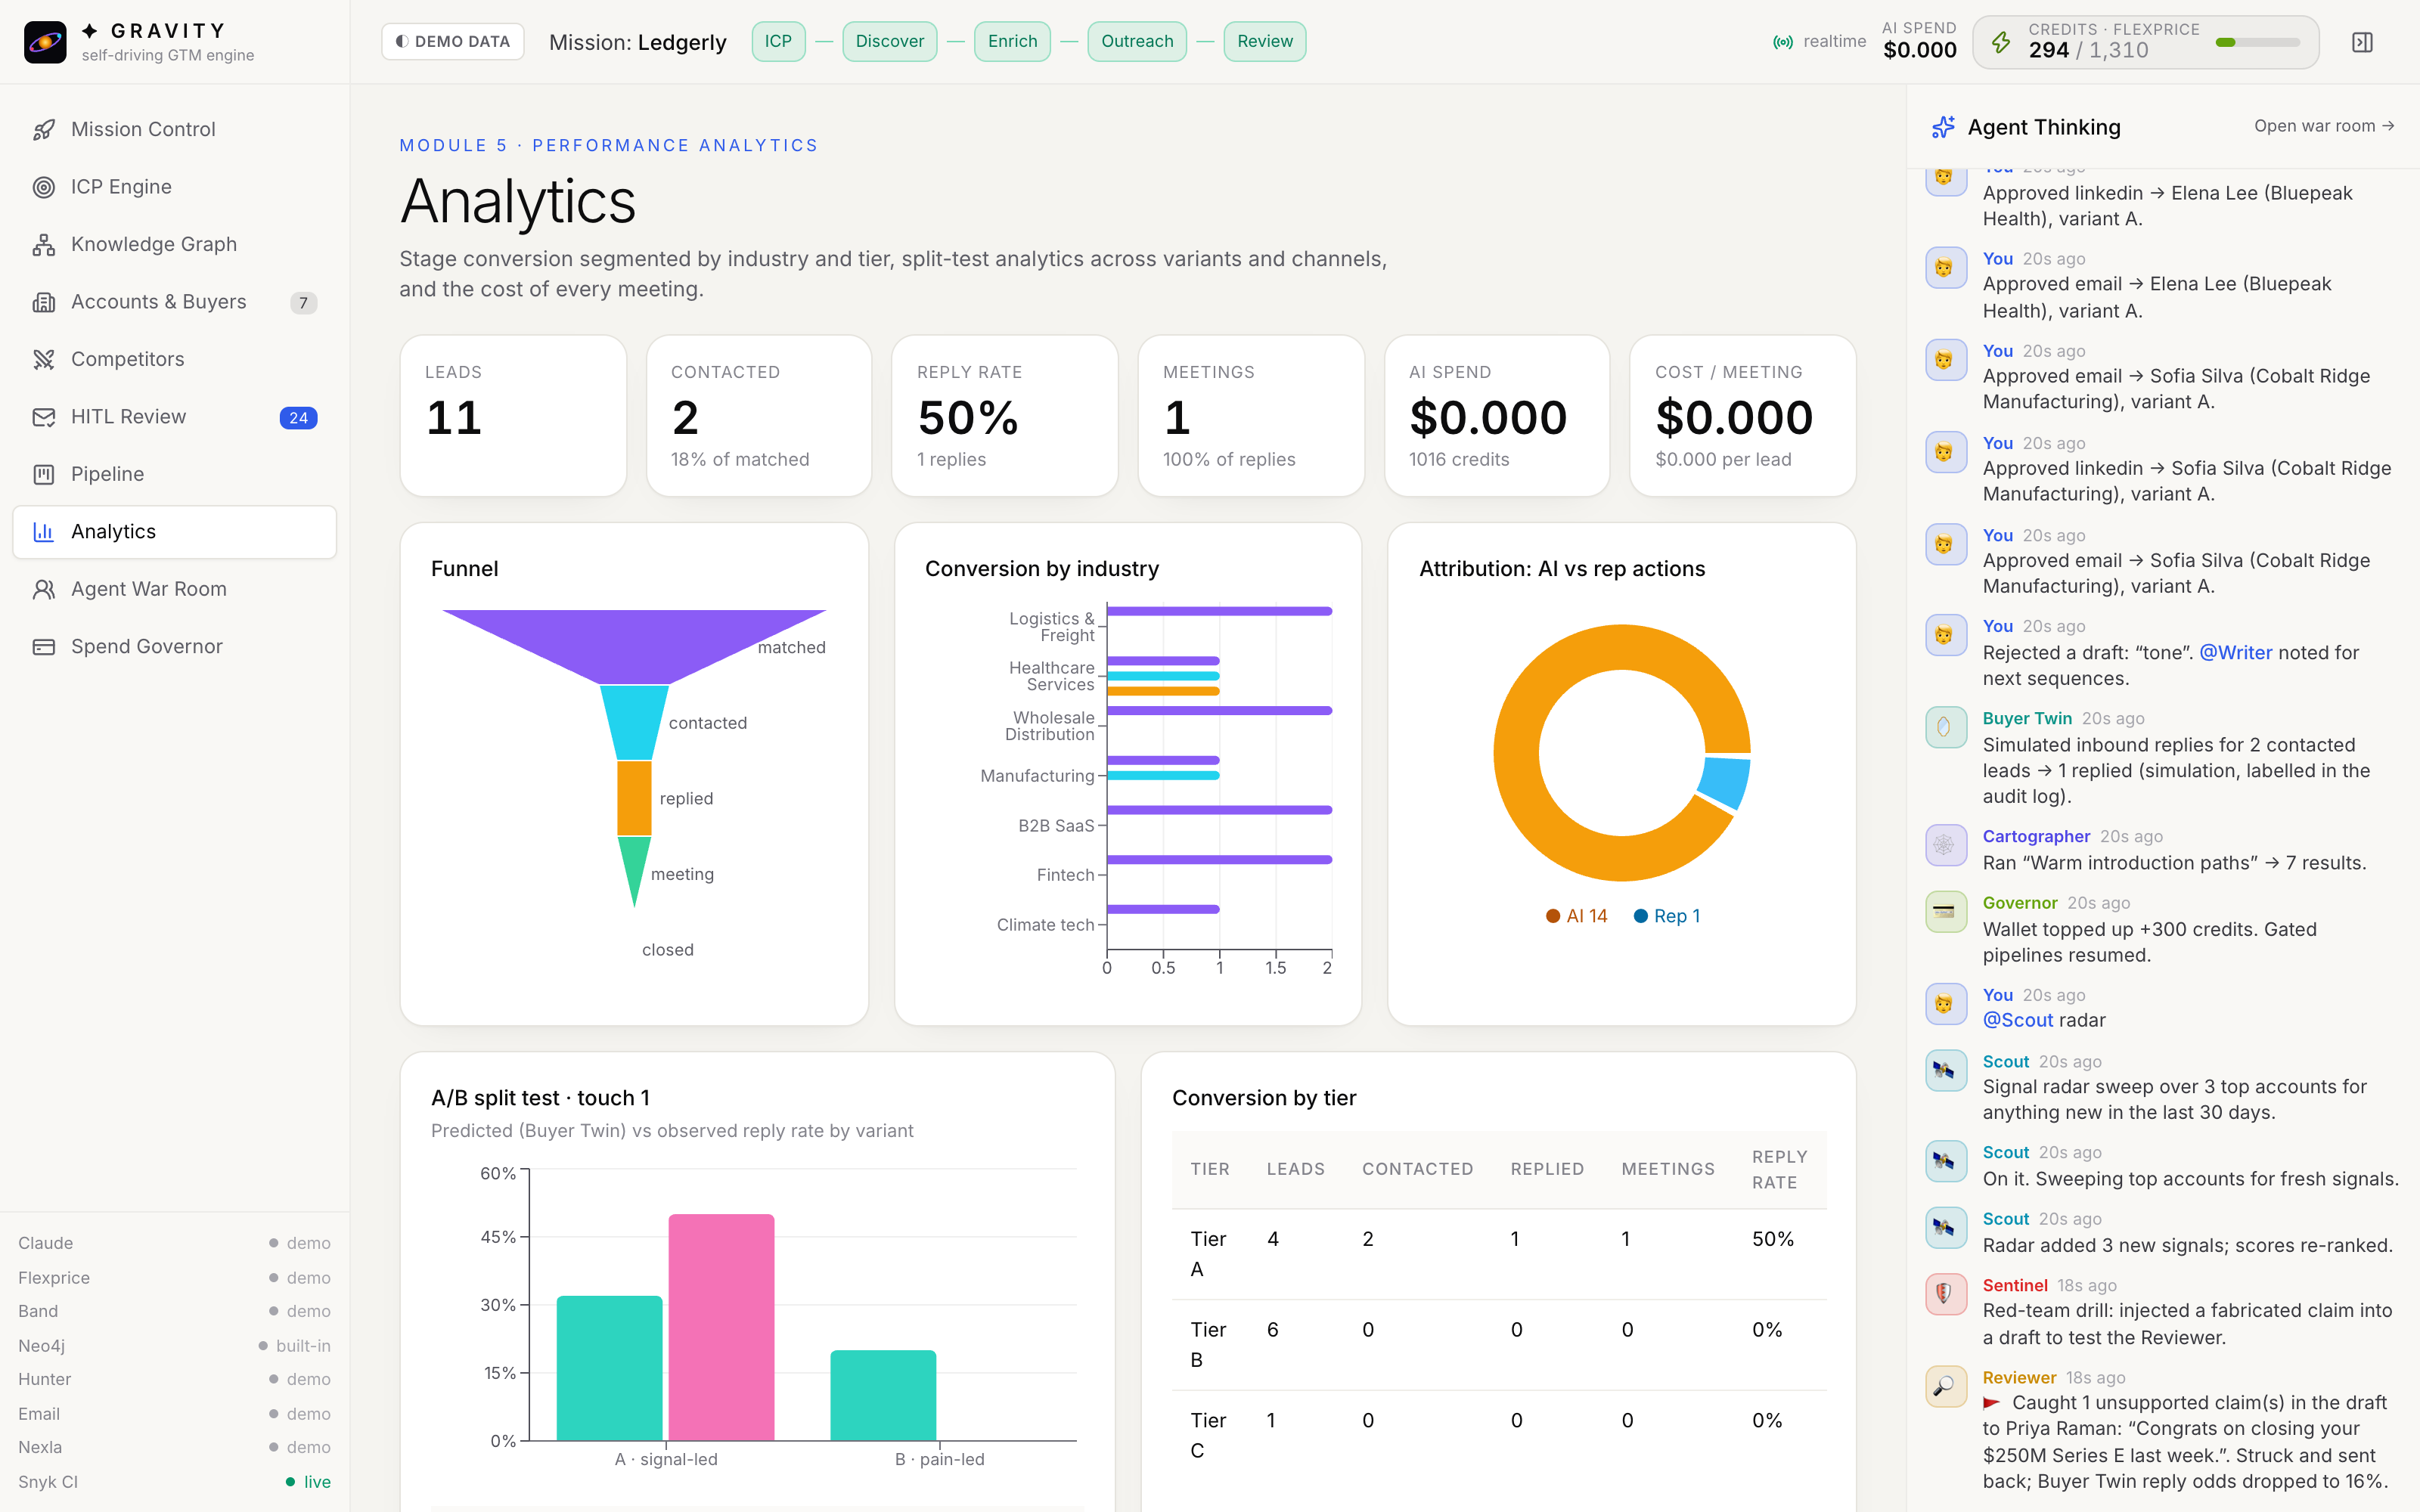 ✦ GRAVITY
self-driving GTM engine
DEMO DATA
Mission: Ledgerly
ICP
Discover
Enrich
Outreach
Review
realtime
AI SPEND
$0.000
CREDITS · FLEXPRICE
294 / 1,310
Mission Control
ICP Engine
Knowledge Graph
Accounts & Buyers 7
Competitors
HITL Review 24
Pipeline
Analytics
Agent War Room
Spend Governor
Claude demo
Flexprice demo
Band demo
Neo4j built-in
Hunter demo
Email demo
Nexla demo
Snyk CI live
MODULE 5 · PERFORMANCE ANALYTICS
Analytics
Stage conversion segmented by industry and tier, split-test analytics across variants and channels,
and the cost of every meeting.
LEADS
11
CONTACTED
2
18% of matched
REPLY RATE
50%
1 replies
MEETINGS
1
100% of replies
AI SPEND
$0.000
1016 credits
COST / MEETING
$0.000
$0.000 per lead
Funnel
matched
contacted
replied
meeting
closed
Conversion by industry
Logistics &
Freight
Healthcare
Services
Wholesale
Distribution
Manufacturing
B2B SaaS
Fintech
Climate tech
0 0.5 1 1.5 2
Attribution: AI vs rep actions
AI 14 Rep 1
A/B split test · touch 1
Predicted (Buyer Twin) vs observed reply rate by variant
60%
45%
30%
15%
0%
A · signal-led B · pain-led
Conversion by tier
TIER LEADS CONTACTED REPLIED MEETINGS REPLY
RATE
Tier 4 2 1 1 50%
A
Tier 6 0 0 0 0%
B
Tier 1 0 0 0 0%
C
Agent Thinking
Open war room →
You 20s ago
Approved linkedin → Elena Lee (Bluepeak
Health), variant A.
You 20s ago
Approved email → Elena Lee (Bluepeak
Health), variant A.
You 20s ago
Approved email → Sofia Silva (Cobalt Ridge
Manufacturing), variant A.
You 20s ago
Approved linkedin → Sofia Silva (Cobalt Ridge
Manufacturing), variant A.
You 20s ago
Approved email → Sofia Silva (Cobalt Ridge
Manufacturing), variant A.
You 20s ago
Rejected a draft: “tone”. @Writer noted for
next sequences.
Buyer Twin 20s ago
Simulated inbound replies for 2 contacted
leads → 1 replied (simulation, labelled in the
audit log).
Cartographer 20s ago
Ran “Warm introduction paths” → 7 results.
Governor 20s ago
Wallet topped up +300 credits. Gated
pipelines resumed.
You 20s ago
@Scout radar
Scout 20s ago
Signal radar sweep over 3 top accounts for
anything new in the last 30 days.
Scout 20s ago
On it. Sweeping top accounts for fresh signals.
Scout 20s ago
Radar added 3 new signals; scores re-ranked.
Sentinel 18s ago
Red-team drill: injected a fabricated claim into
a draft to test the Reviewer.
Reviewer 18s ago
Caught 1 unsupported claim(s) in the draft
to Priya Raman: “Congrats on closing your
$250M Series E last week.”. Struck and sent
back; Buyer Twin reply odds dropped to 16%.